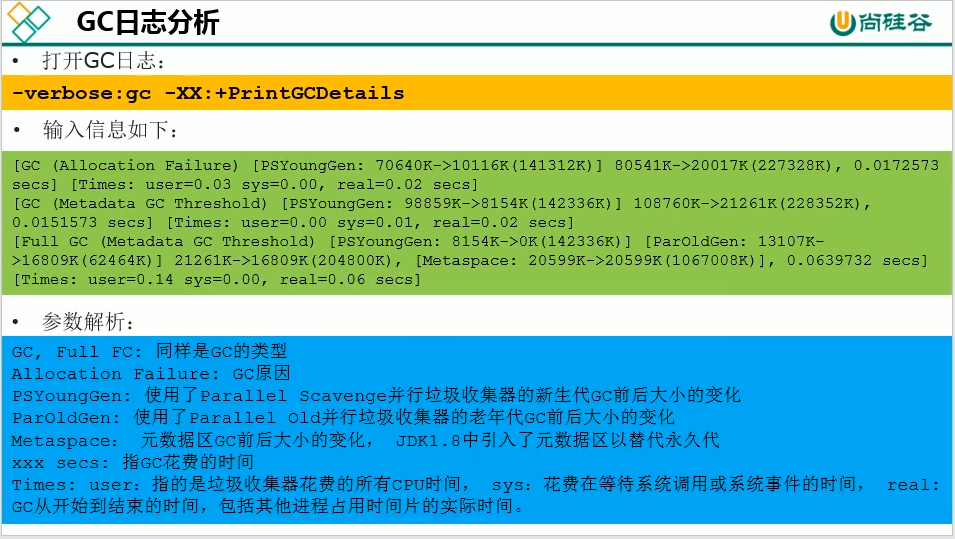 GC日志分析
尚硅谷
• 打开GC日志:
-verbose:gc -XX:+PrintGCDetails
• 输入信息如下:
[GC (Allocation Failure) [PSYoungGen: 70640K->10116K(141312K)] 80541K->20017K(227328K), 0.0172573
secs] [Times: user=0.03 sys=0.00, real=0.02 secs]
[GC (Metadata GC Threshold) [PSYoungGen: 98859K->8154K(142336K)] 108760K->21261K(228352K),
0.0151573 secs] [Times: user=0.00 sys=0.01, real=0.02 secs]
[Full GC (Metadata GC Threshold) [PSYoungGen: 8154K->0K(142336K)] [ParOldGen: 13107K-
>16809K(62464K)] 21261K->16809K(204800K), [Metaspace: 20599K->20599K(1067008K)], 0.0639732 secs]
[Times: user=0.14 sys=0.00, real=0.06 secs]
• 参数解析:
GC, Full FC: 同样是GC的类型
Allocation Failure: GC原因
PSYoungGen: 使用了Parallel Scavenge并行垃圾收集器的新生代GC前后大小的变化
ParOldGen: 使用了Parallel Old并行垃圾收集器的老年代GC前后大小的变化
Metaspace: 元数据区GC前后大小的变化, JDK1.8中引入了元数据区以替代永久代
xxx secs: 指GC花费的时间
Times: user: 指的是垃圾收集器花费的所有CPU时间, sys: 花费在等待系统调用或系统事件的时间, real:
GC从开始到结束的时间,包括其他进程占用时间片的实际时间。